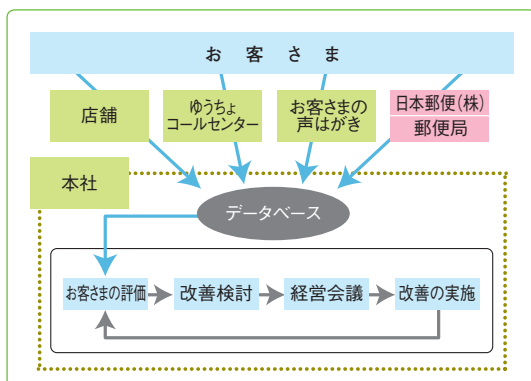 お客さま
店舗
ゆうちょ
コールセンター
お客さまの
声はがき
日本郵便(株)
郵便局
本社
データベース
お客さまの評価
改善検討
経営会議
改善の実施